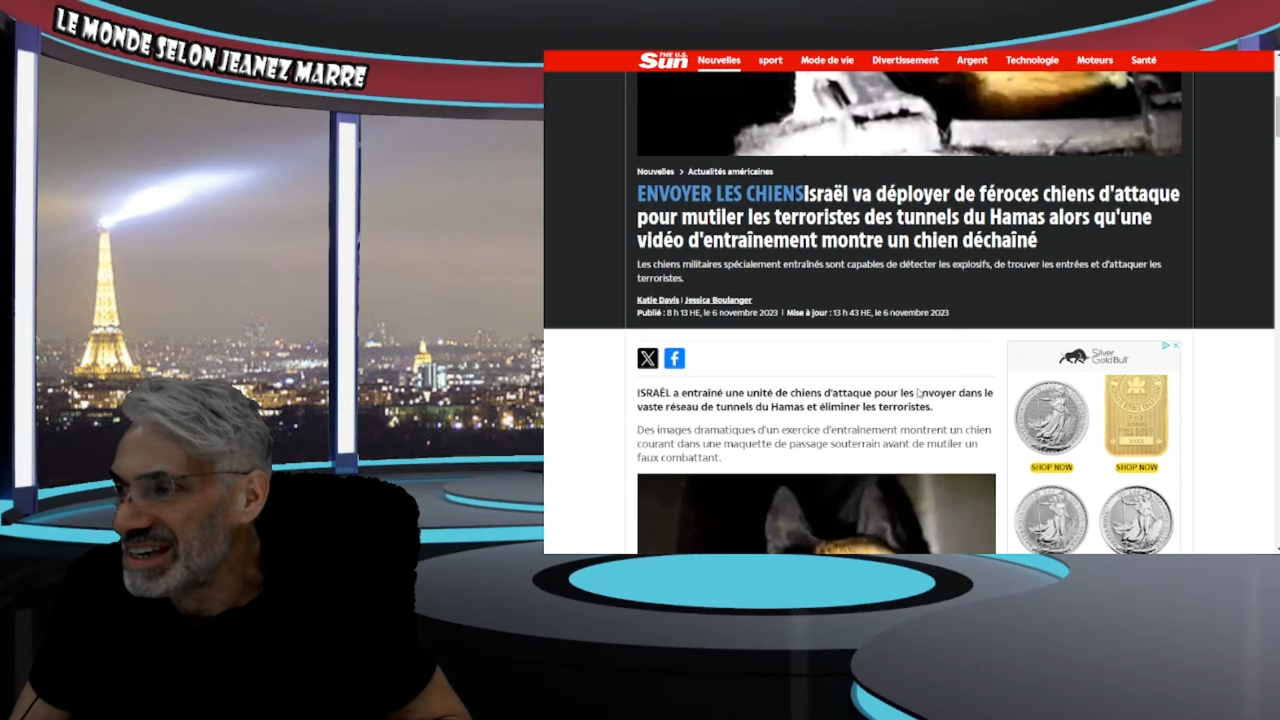 LE MONDE SELON JEANEZ MARRE
THE U.S. Sun Nouvelles sport Mode de vie Divertissement Argent Technologie Moteurs Santé
Nouvelles > Actualités américaines
ENVOYER LES CHIENSIsraël va déployer de féroces chiens d'attaque
pour mutiler les terroristes des tunnels du Hamas alors qu'une
vidéo d'entraînement montre un chien déchaîné
Les chiens militaires spécialement entraînés sont capables de détecter les explosifs, de trouver les entrées et d'attaquer les
terroristes.
Katie Davis | Jessica Boulanger
Publié : 8 h 13 HE, le 6 novembre 2023 | Mise à jour : 13 h 43 HE, le 6 novembre 2023
ISRAËL a entraîné une unité de chiens d'attaque pour les envoyer dans le
vaste réseau de tunnels du Hamas et éliminer les terroristes.
Des images dramatiques d'un exercice d'entraînement montrent un chien
courant dans une maquette de passage souterrain avant de mutiler un
faux combattant.
Silver
Gold Bull
SHOP NOW SHOP NOW